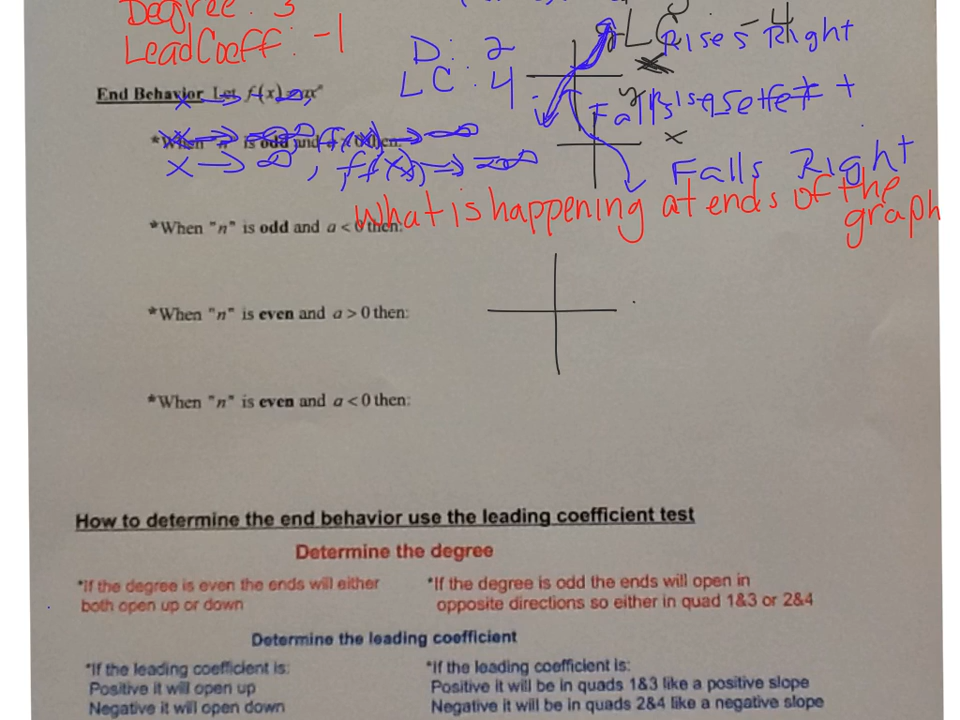 Degree : 3
Lead Coeff : -1
D : 2
LC : 4
LC
-4
Rises Right
End Behavior Let f(x)
*When "n" is odd and
x → ∞, f(x) → -∞
Falls Right
What is happening at ends of the
graph
*When "n" is odd and a < 0 then:
*When "n" is even and a > 0 then:
*When "n" is even and a < 0 then:
How to determine the end behavior use the leading coefficient test
Determine the degree
*If the degree is even the ends will either
both open up or down
*If the degree is odd the ends will open in
opposite directions so either in quad 1&3 or 2&4
Determine the leading coefficient
*If the leading coefficient is:
Positive it will open up
Negative it will open down
*If the leading coefficient is:
Positive it will be in quads 1&3 like a positive slope
Negative it will be in quads 2&4 like a negative slope